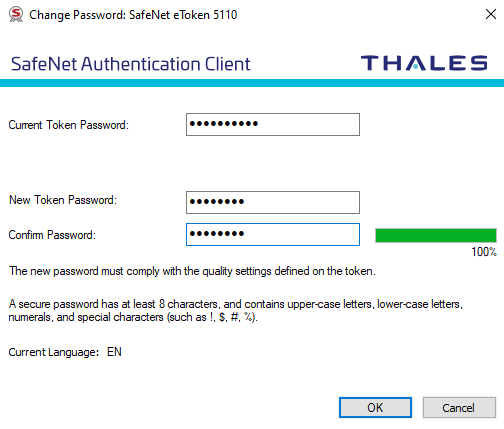 Change Password: SafeNet eToken 5110
SafeNet Authentication Client
THALES
Current Token Password:
••••••••••
New Token Password:
••••••••
Confirm Password:
••••••••
100%
The new password must comply with the quality settings defined on the token.
A secure password has at least 8 characters, and contains upper-case letters, lower-case letters,
numerals, and special characters (such as !, $, #, %).
Current Language: EN
OK
Cancel